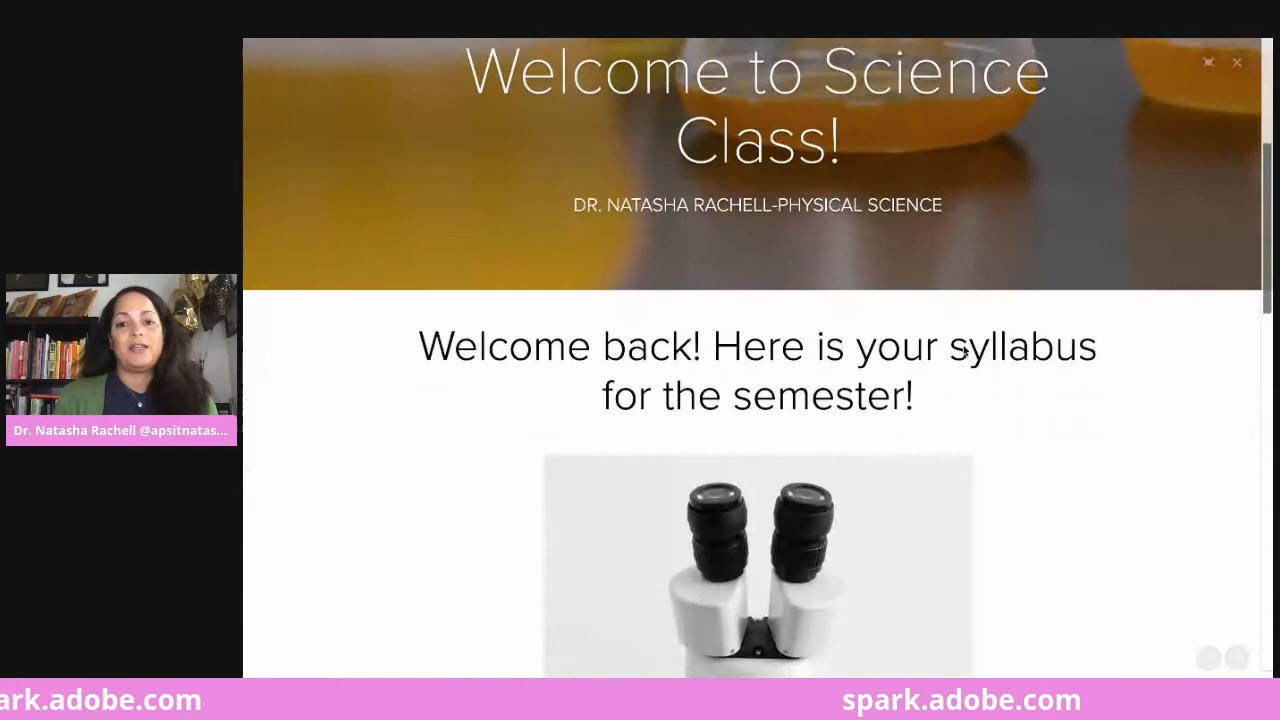 Welcome to Science
Class!
DR. NATASHA RACHELL-PHYSICAL SCIENCE
Welcome back! Here is your syllabus
for the semester!
Dr. Natasha Rachell @apsitnatas...
ark.adobe.com
spark.adobe.com